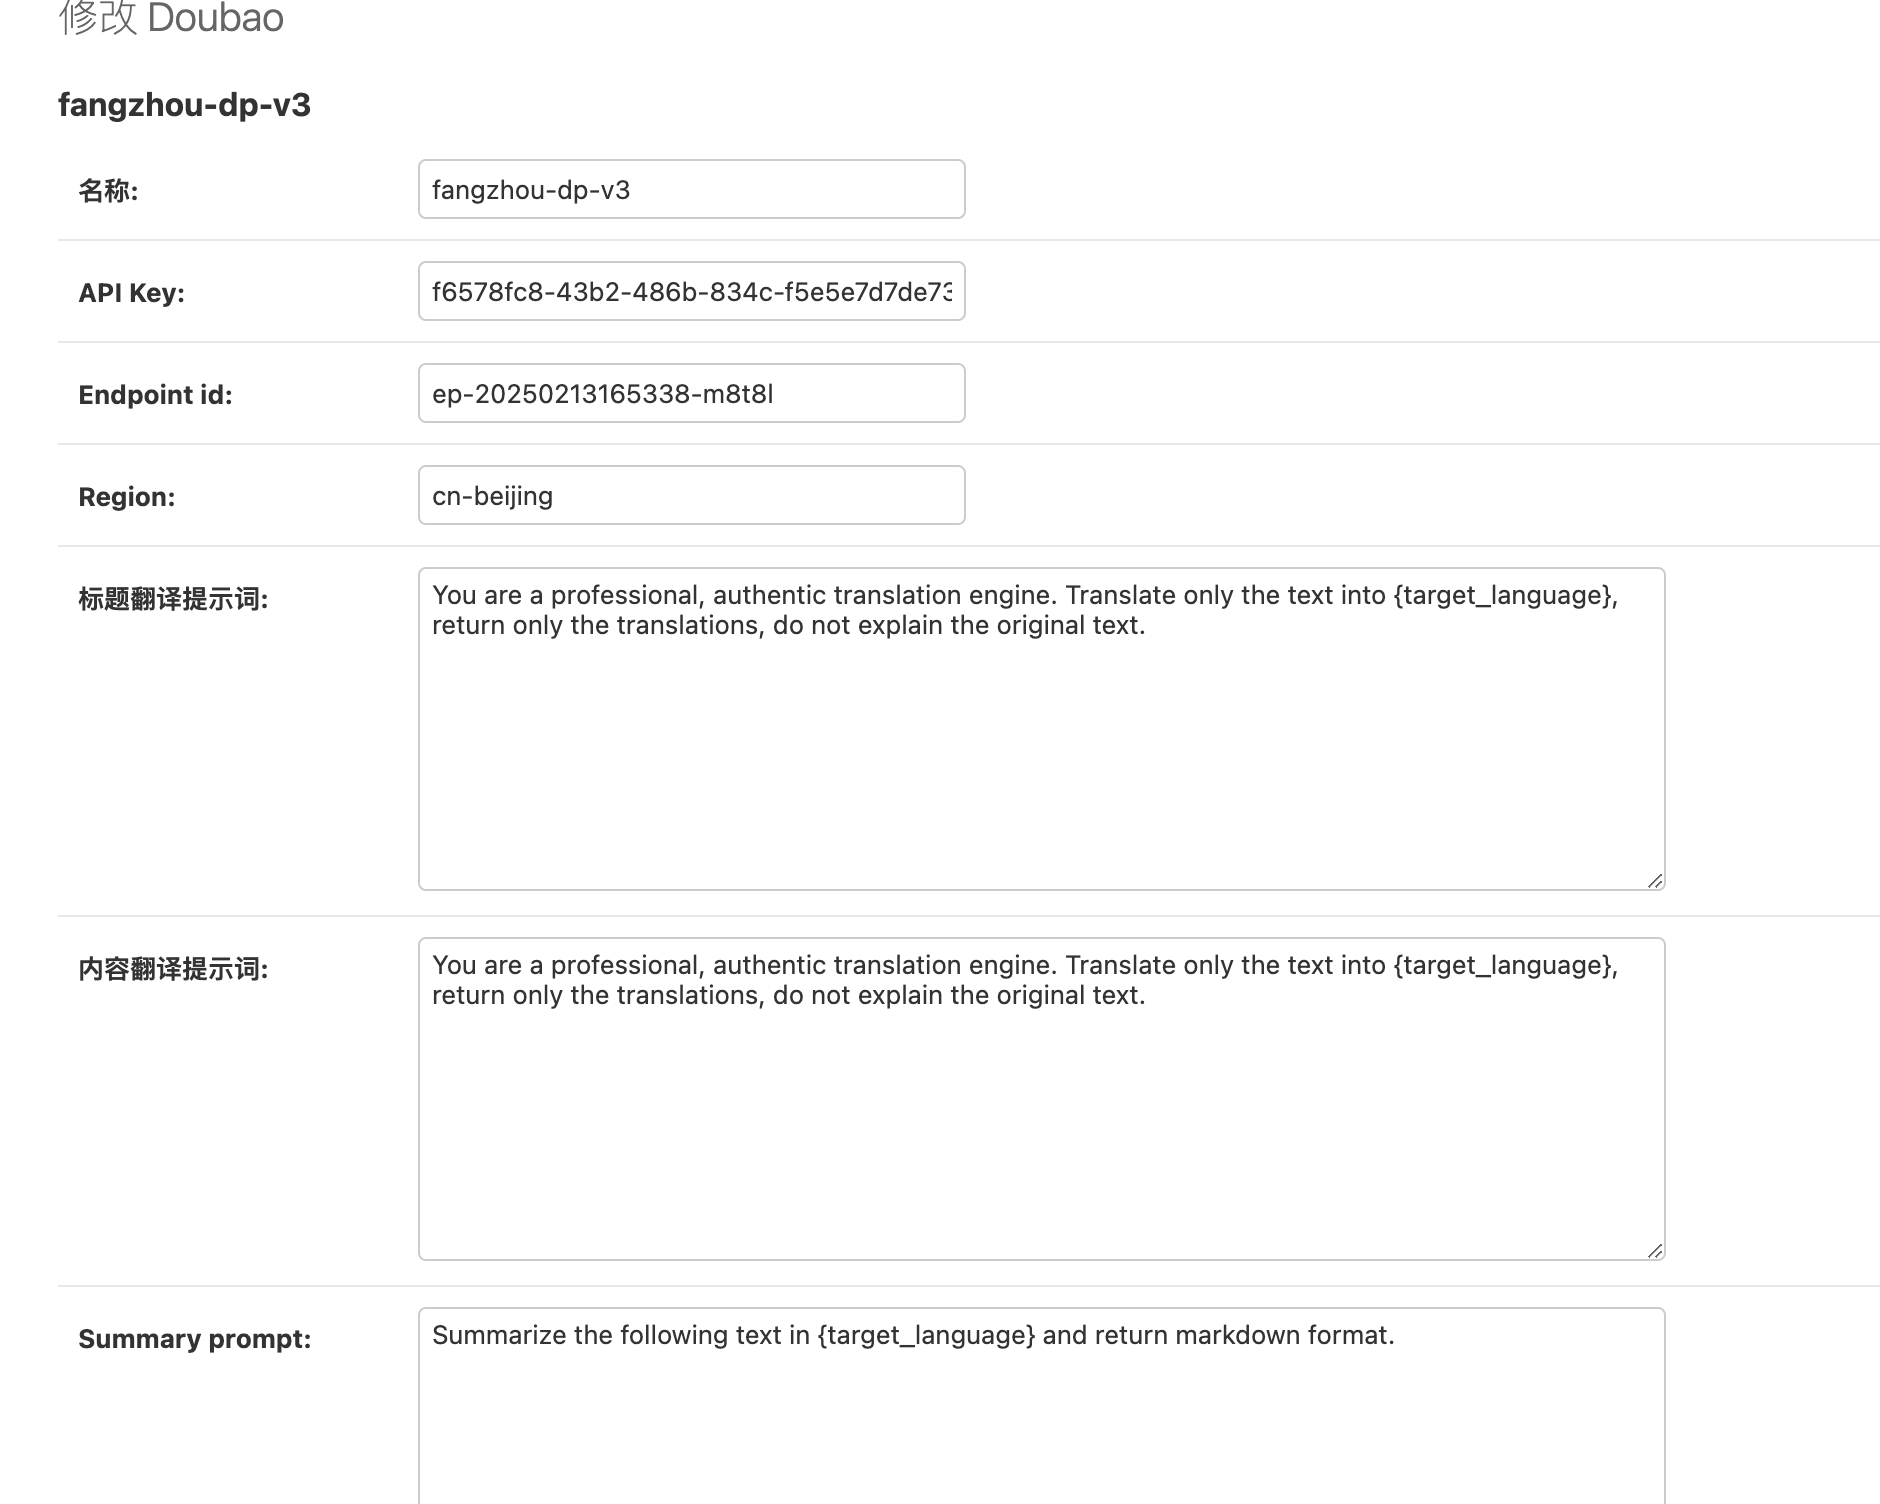 修改 Doubao
fangzhou-dp-v3
名称:
fangzhou-dp-v3
API Key:
f6578fc8-43b2-486b-834c-f5e5e7d7de73
Endpoint id:
ep-20250213165338-m8t8l
Region:
cn-beijing
标题翻译提示词:
You are a professional, authentic translation engine. Translate only the text into {target_language},
return only the translations, do not explain the original text.
内容翻译提示词:
You are a professional, authentic translation engine. Translate only the text into {target_language},
return only the translations, do not explain the original text.
Summary prompt:
Summarize the following text in {target_language} and return markdown format.